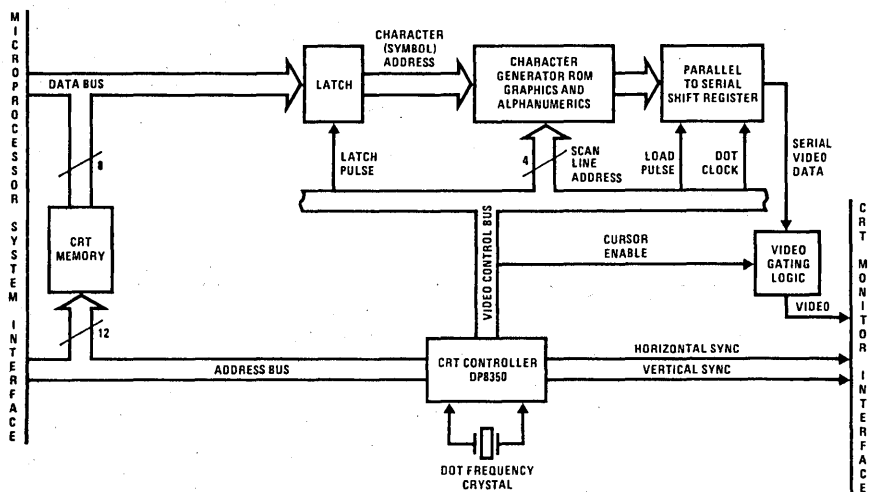 MICROPROCESSOR SYSTEM INTERFACE
DATA BUS
8
CRT
MEMORY
12
ADDRESS BUS
LATCH
LATCH
PULSE
CHARACTER
(SYMBOL)
ADDRESS
CHARACTER
GENERATOR ROM
GRAPHICS AND
ALPHANUMERICS
4
SCAN
LINE
ADDRESS
PARALLEL
TO SERIAL
SHIFT REGISTER
LOAD
PULSE
DOT
CLOCK
SERIAL
VIDEO
DATA
VIDEO CONTROL BUS
CURSOR
ENABLE
VIDEO
GATING
LOGIC
VIDEO
CRT CONTROLLER
DP8350
HORIZONTAL SYNC
VERTICAL SYNC
DOT FREQUENCY
CRYSTAL
CRT MONITOR INTERFACE